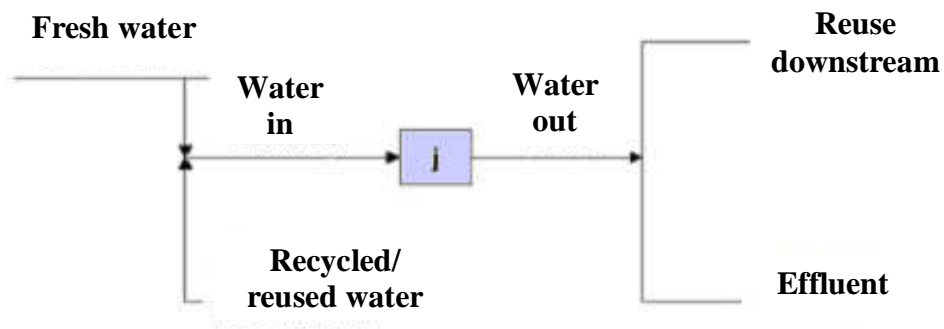 Fresh water
Water
in
j
Water
out
Reuse
downstream
Recycled/
reused water
Effluent